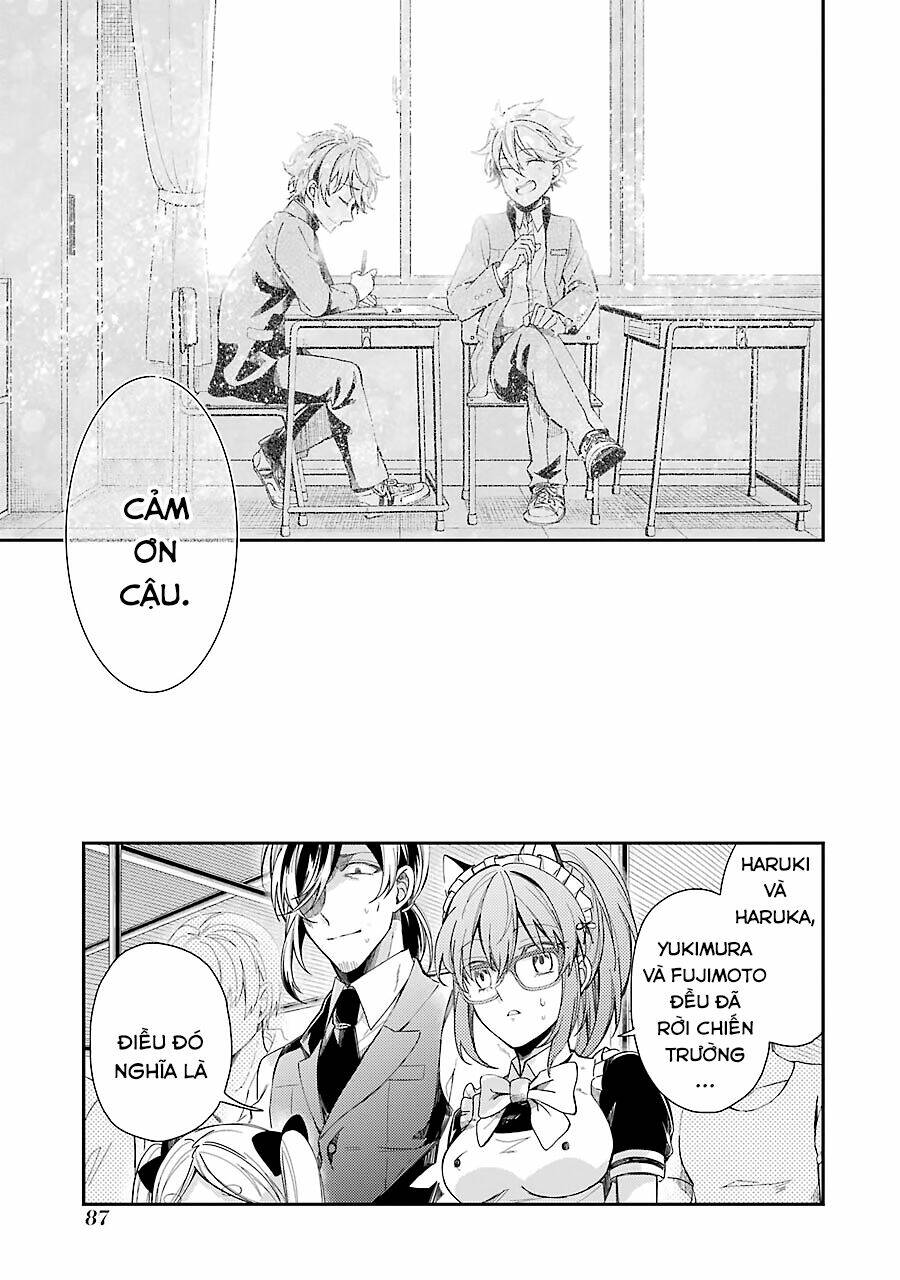 CẢM
ƠN
CẬU.
HARUKI
VÀ
HARUKA,
YUKIMURA
VÀ FUJIMOTO
ĐỀU ĐÃ
RỜI CHIẾN
TRƯỜNG
...
ĐIỀU ĐÓ
NGHĨA LÀ
87